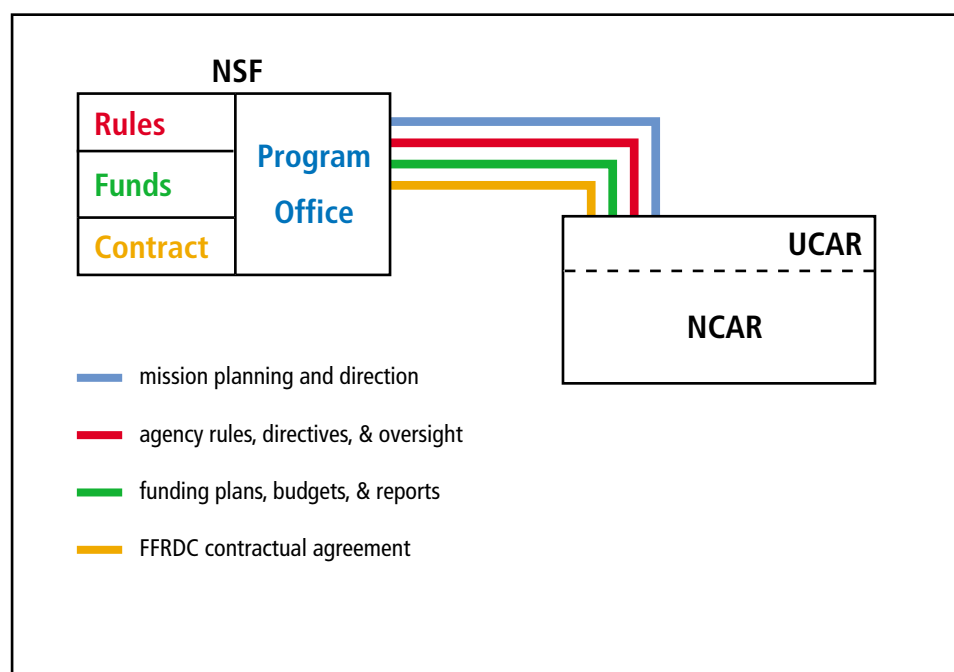 NSF
Rules
Funds
Contract
Program
Office
UCAR
NCAR
mission planning and direction
agency rules, directives, & oversight
funding plans, budgets, & reports
FFRDC contractual agreement